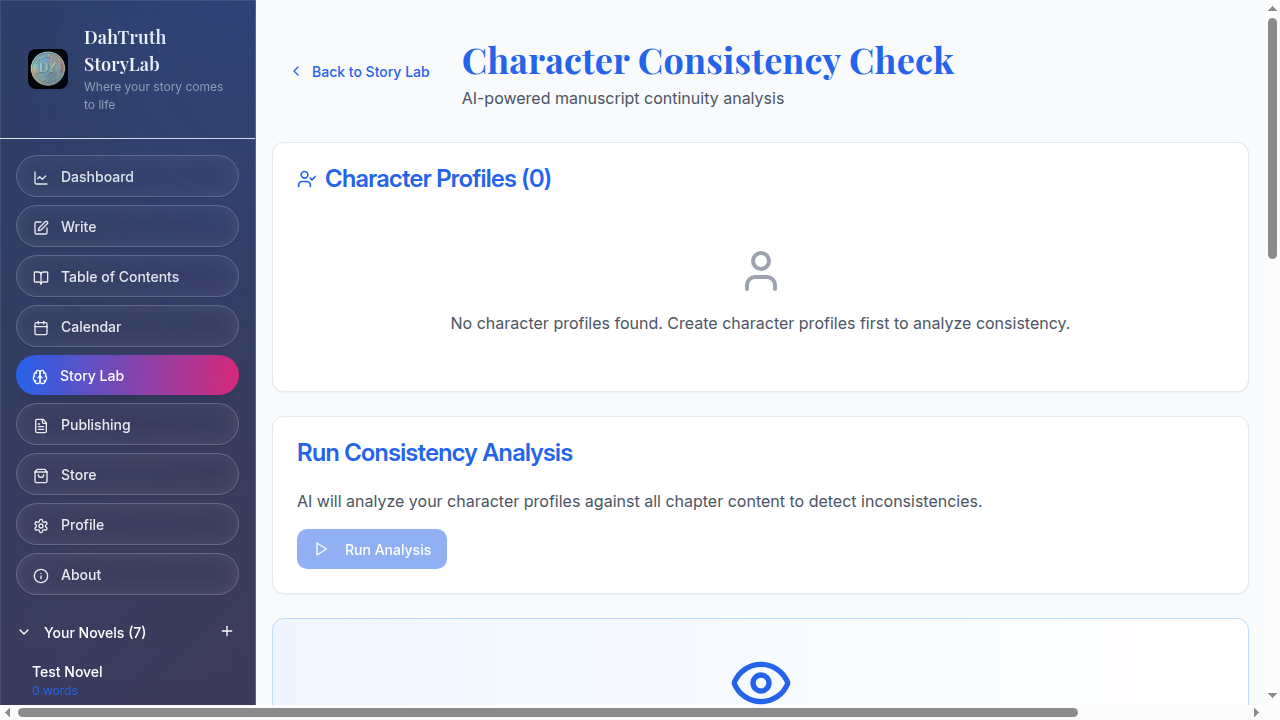 DahTruth
StoryLab
Where your story comes
to life
Dashboard
Write
Table of Contents
Calendar
Story Lab
Publishing
Store
Profile
About
Your Novels (7)
Test Novel
0 words
Back to Story Lab
Character Consistency Check
AI-powered manuscript continuity analysis
Character Profiles (0)
No character profiles found. Create character profiles first to analyze consistency.
Run Consistency Analysis
AI will analyze your character profiles against all chapter content to detect inconsistencies.
Run Analysis